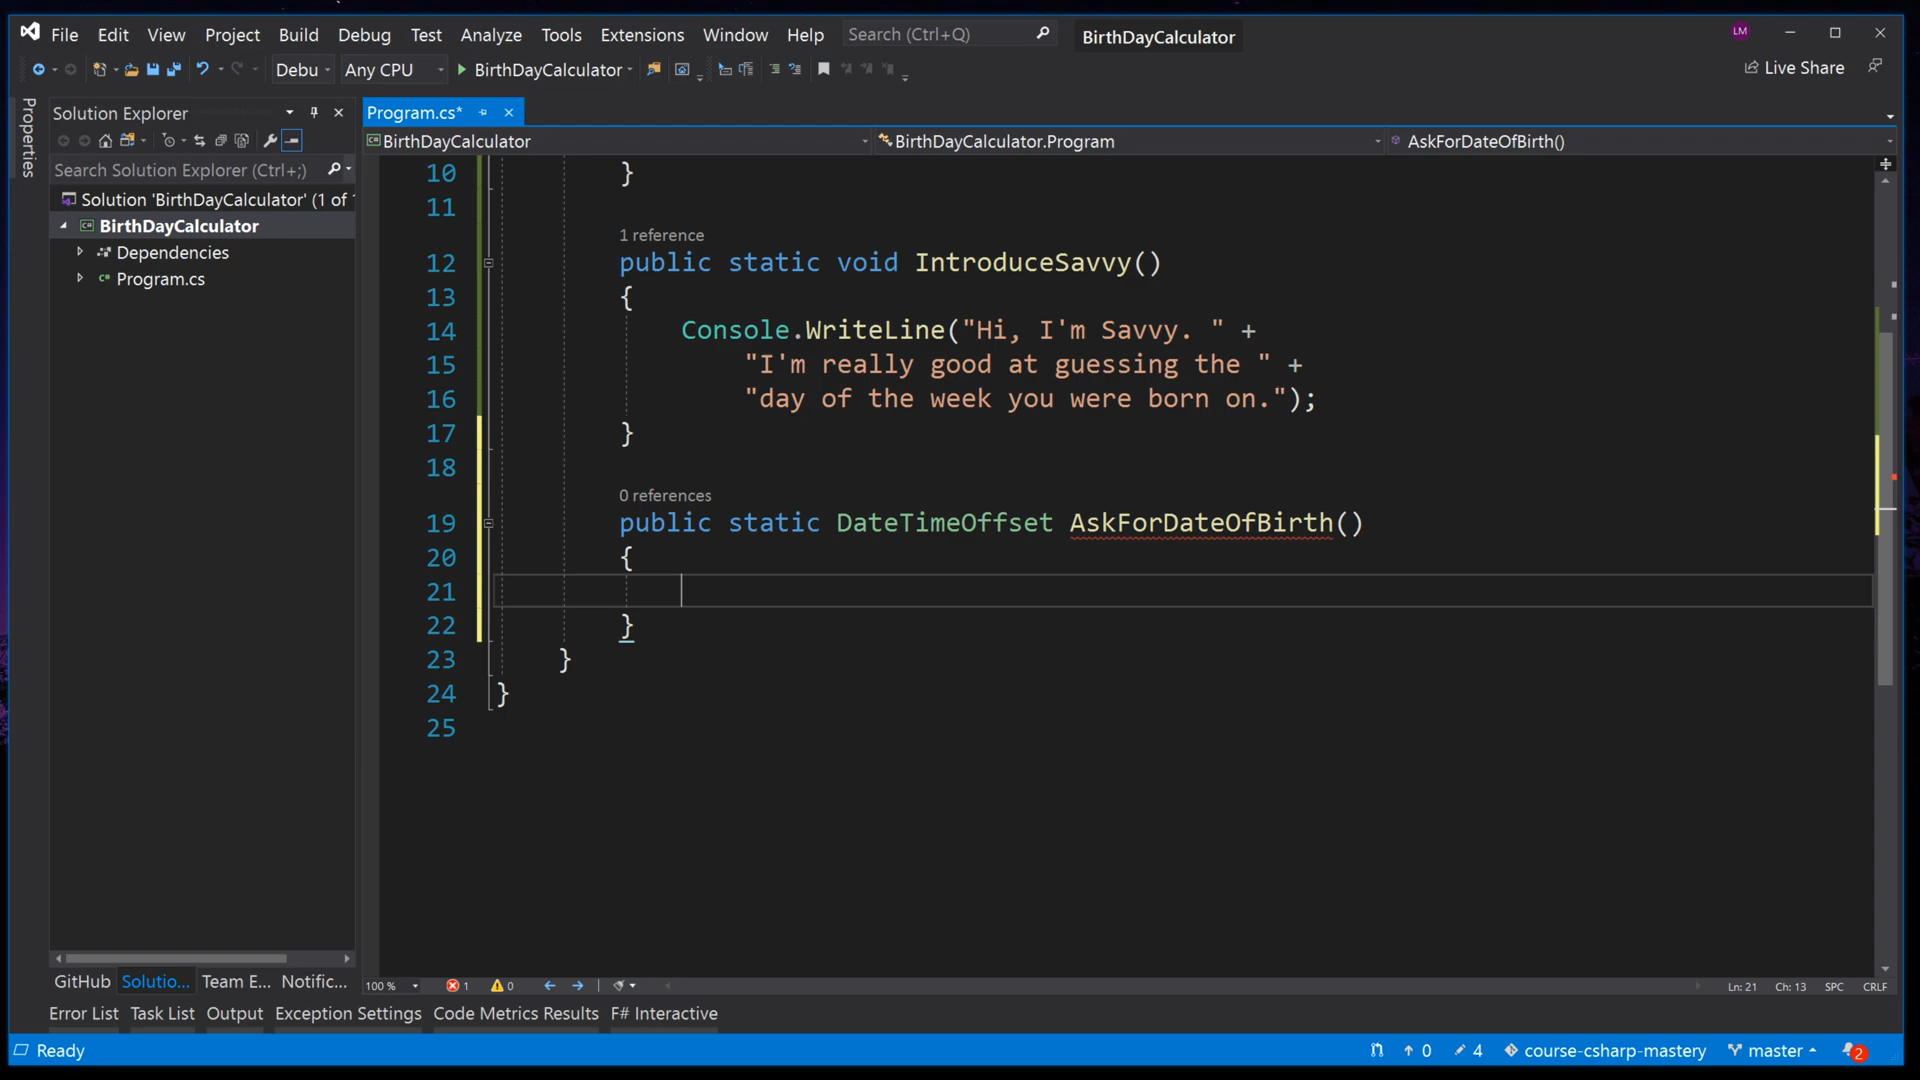 File Edit View Project Build Debug Test Analyze Tools Extensions Window Help Search (Ctrl+Q) BirthDayCalculator LM
Debu Any CPU BirthDayCalculator Live Share
Properties
Solution Explorer
Search Solution Explorer (Ctrl+;)
Solution 'BirthDayCalculator' (1 of 1
BirthDayCalculator
Dependencies
C# Program.cs
Program.cs*
BirthDayCalculator BirthDayCalculator.Program AskForDateOfBirth()
10 }
11
1 reference
12 public static void IntroduceSavvy()
13 {
14 Console.WriteLine("Hi, I'm Savvy. " +
15 "I'm really good at guessing the " +
16 "day of the week you were born on.");
17 }
18
0 references
19 public static DateTimeOffset AskForDateOfBirth()
20 {
21
22 }
23 }
24 }
25
GitHub Solutio... Team E... Notific...
100 % 1 0 Ln: 21 Ch: 13 SPC CRLF
Error List Task List Output Exception Settings Code Metrics Results F# Interactive
Ready 0 4 course-csharp-mastery master 2